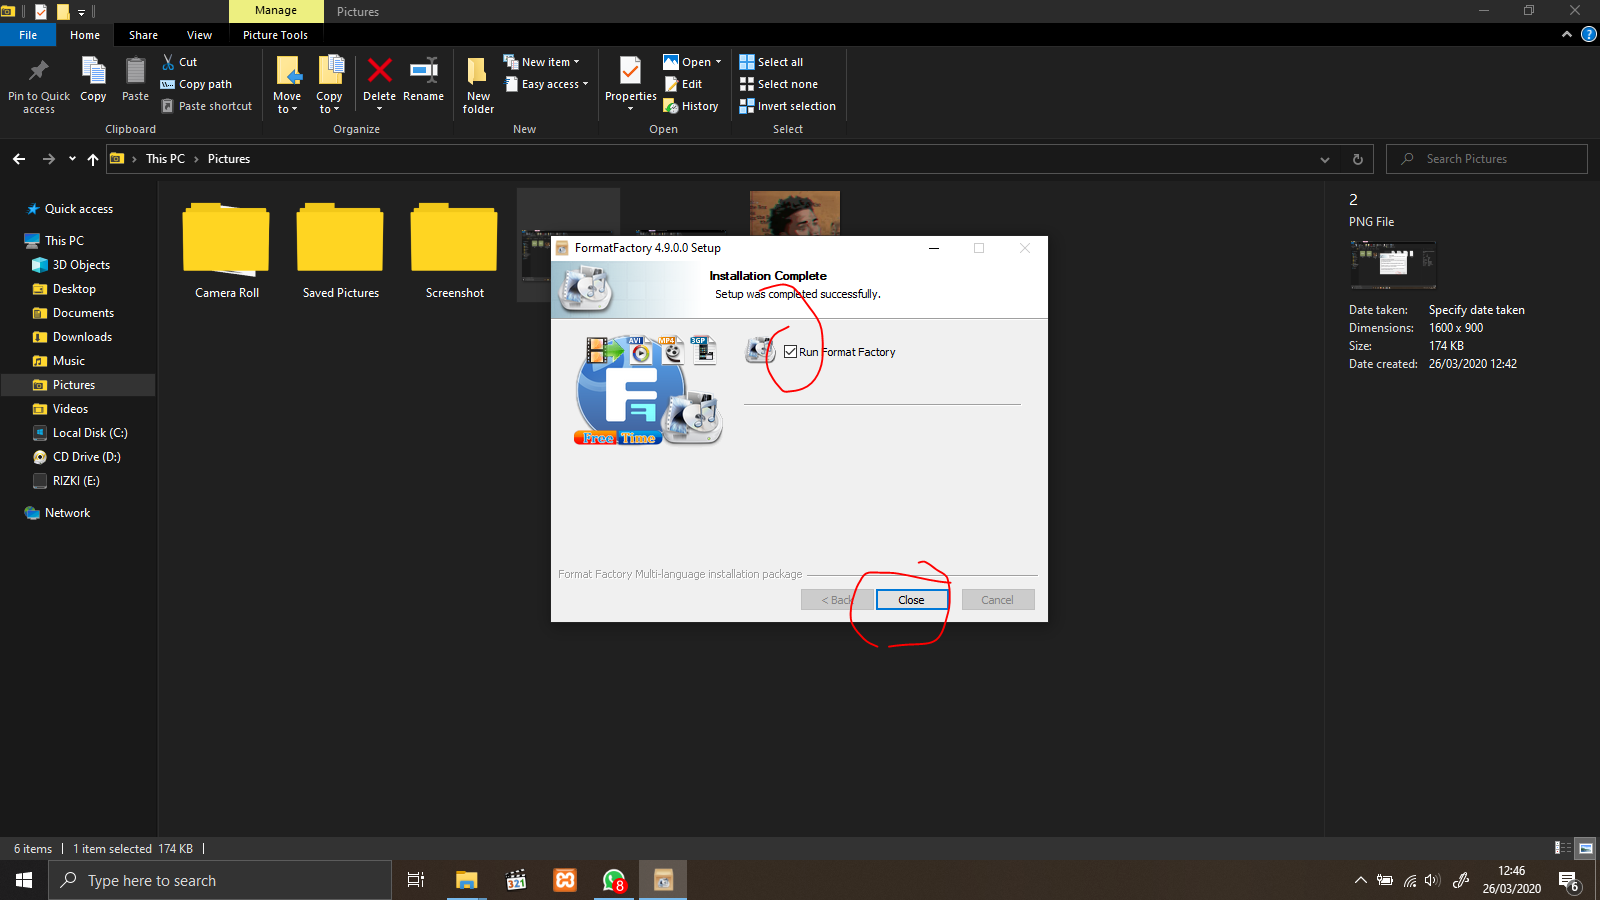 Manage
Pictures
File
Home
Share
View
Picture Tools
Pin to Quick access
Copy
Paste
Cut
Copy path
Paste shortcut
Clipboard
Move to
Copy to
Delete
Rename
Organize
New folder
New item
Easy access
New
Properties
Open
Edit
History
Open
Select all
Select none
Invert selection
Select
This PC
Pictures
Search Pictures
Quick access
This PC
3D Objects
Desktop
Documents
Downloads
Music
Pictures
Videos
Local Disk (C:)
CD Drive (D:)
RIZKI (E:)
Network
Camera Roll
Saved Pictures
Screenshot
FormatFactory 4.9.0.0 Setup
Installation Complete
Setup was completed successfully.
AVI
MP4
3GP
Free Time
Run Format Factory
Format Factory Multi-language installation package
< Back
Close
Cancel
2
PNG File
Date taken: Specify date taken
Dimensions: 1600 x 900
Size: 174 KB
Date created: 26/03/2020 12:42
6 items
1 item selected 174 KB
Type here to search
321
8
12:46
26/03/2020
6